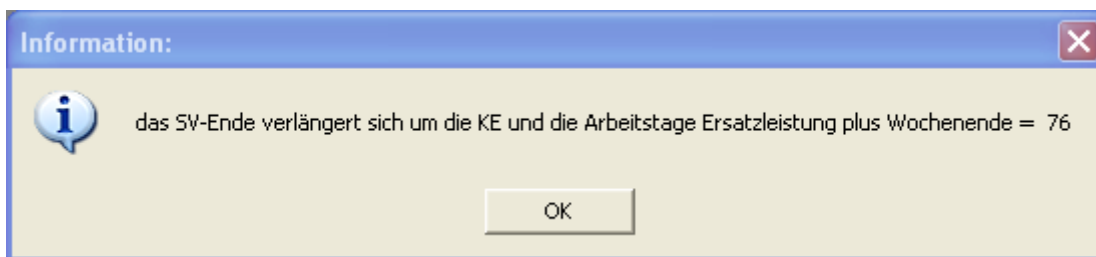 Information:
das SV-Ende verlängert sich um die KE und die Arbeitstage Ersatzleistung plus Wochenende = 76
OK